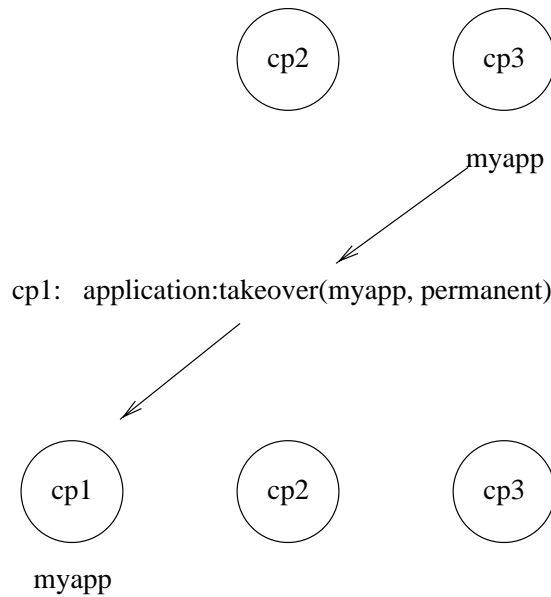 cp2 cp3
myapp
cp1: application:takeover(myapp, permanent)
cp1 cp2 cp3
myapp